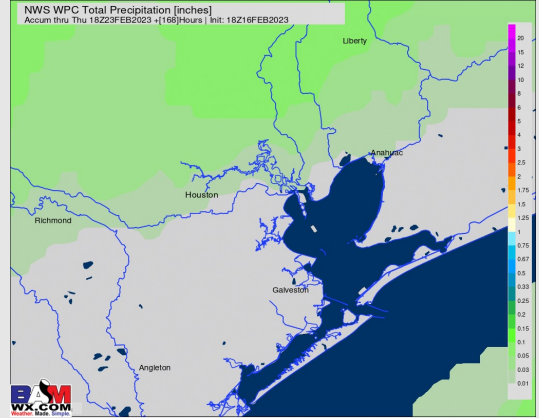 NWS WPC Total Precipitation [inches]
Accum thru Thu 18Z23FEB2023 +[168]Hours | Init: 18Z16FEB2023
Liberty
Anahuac
Houston
Richmond
Galveston
Angleton
20
15
12
10
8
6
5
4
3
2.5
2
1.75
1.5
1.25
1
0.75
0.67
0.5
0.33
0.25
0.2
0.15
0.1
0.05
0.03
0.01
BAM
WX.COM
Weather. Made. Simple.